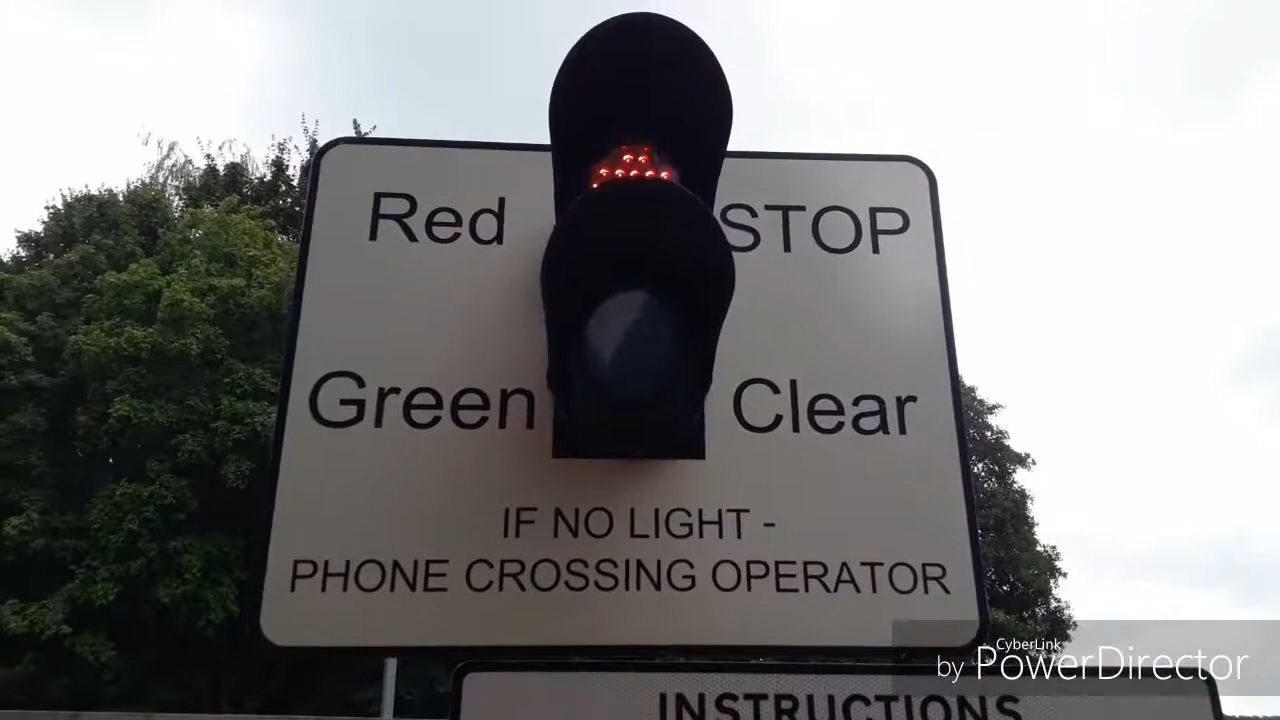 Red STOP
Green Clear
IF NO LIGHT -
PHONE CROSSING OPERATOR
INSTRUCTIONS
CyberLink
by PowerDirector